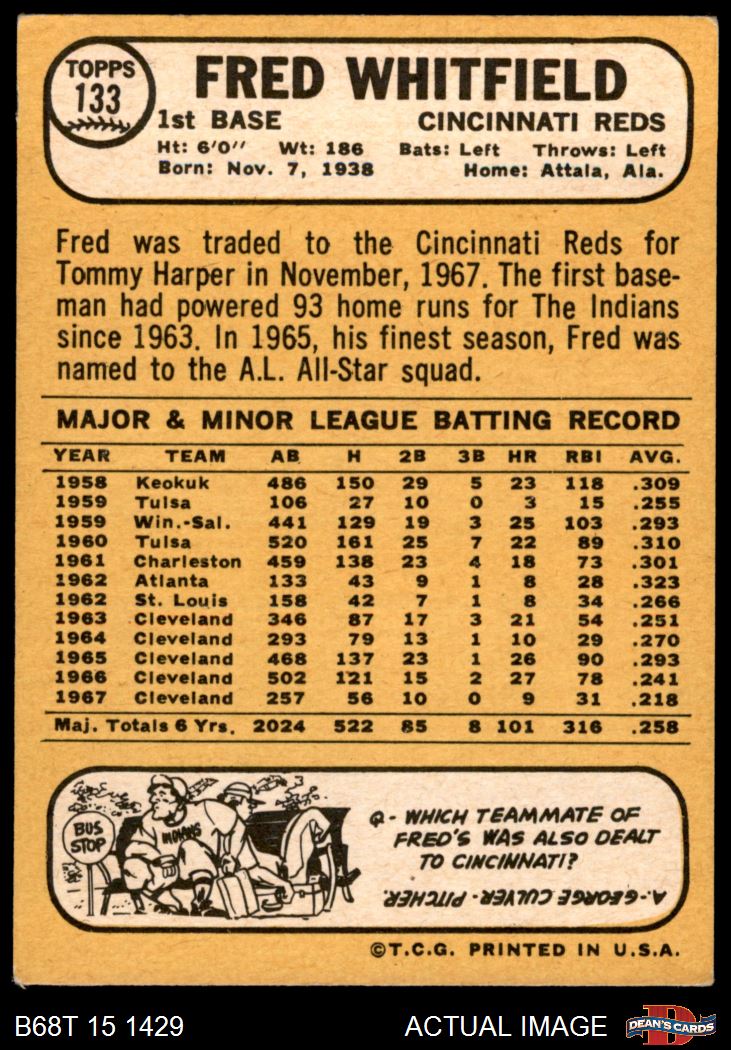 TOPPS
133
FRED WHITFIELD
1st BASE CINCINNATI REDS
Ht: 6'0" Wt: 186 Bats: Left Throws: Left
Born: Nov. 7, 1938 Home: Attala, Ala.
Fred was traded to the Cincinnati Reds for
Tommy Harper in November, 1967. The first base-
man had powered 93 home runs for The Indians
since 1963. In 1965, his finest season, Fred was
named to the A.L. All-Star squad.
MAJOR & MINOR LEAGUE BATTING RECORD
YEAR TEAM AB H 2B 3B HR RBI AVG.
1958 Keokuk 486 150 29 5 23 118 .309
1959 Tulsa 106 27 10 0 3 15 .255
1959 Win.-Sal. 441 129 19 3 25 103 .293
1960 Tulsa 520 161 25 7 22 89 .310
1961 Charleston 459 138 23 4 18 73 .301
1962 Atlanta 133 43 9 1 8 28 .323
1962 St. Louis 158 42 7 1 8 34 .266
1963 Cleveland 346 87 17 3 21 54 .251
1964 Cleveland 293 79 13 1 10 29 .270
1965 Cleveland 468 137 23 1 26 90 .293
1966 Cleveland 502 121 15 2 27 78 .241
1967 Cleveland 257 56 10 0 9 31 .218
Maj. Totals 6 Yrs. 2024 522 85 8 101 316 .258
BUS
STOP
INDIANS
Q - WHICH TEAMMATE OF
FRED'S WAS ALSO DEALT
TO CINCINNATI?
A - GEORGE CULVER - PITCHER.
©T.C.G. PRINTED IN U.S.A.
B68T 15 1429 ACTUAL IMAGE
D
DEAN'S CARDS